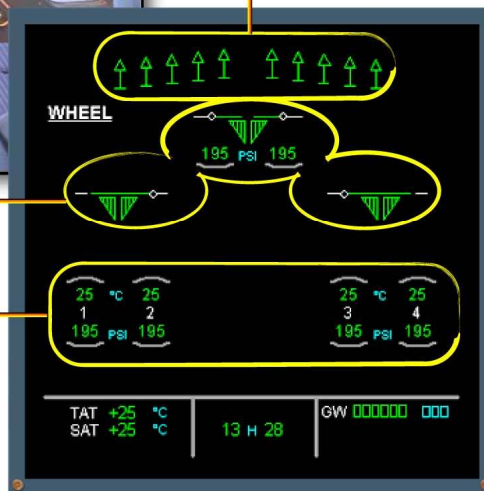 WHEEL
195 PSI 195
25 °C 25 25 °C 25
1 2 3 4
195 PSI 195 195 PSI 195
TAT +25 °C
SAT +25 °C
13 H 28
GW